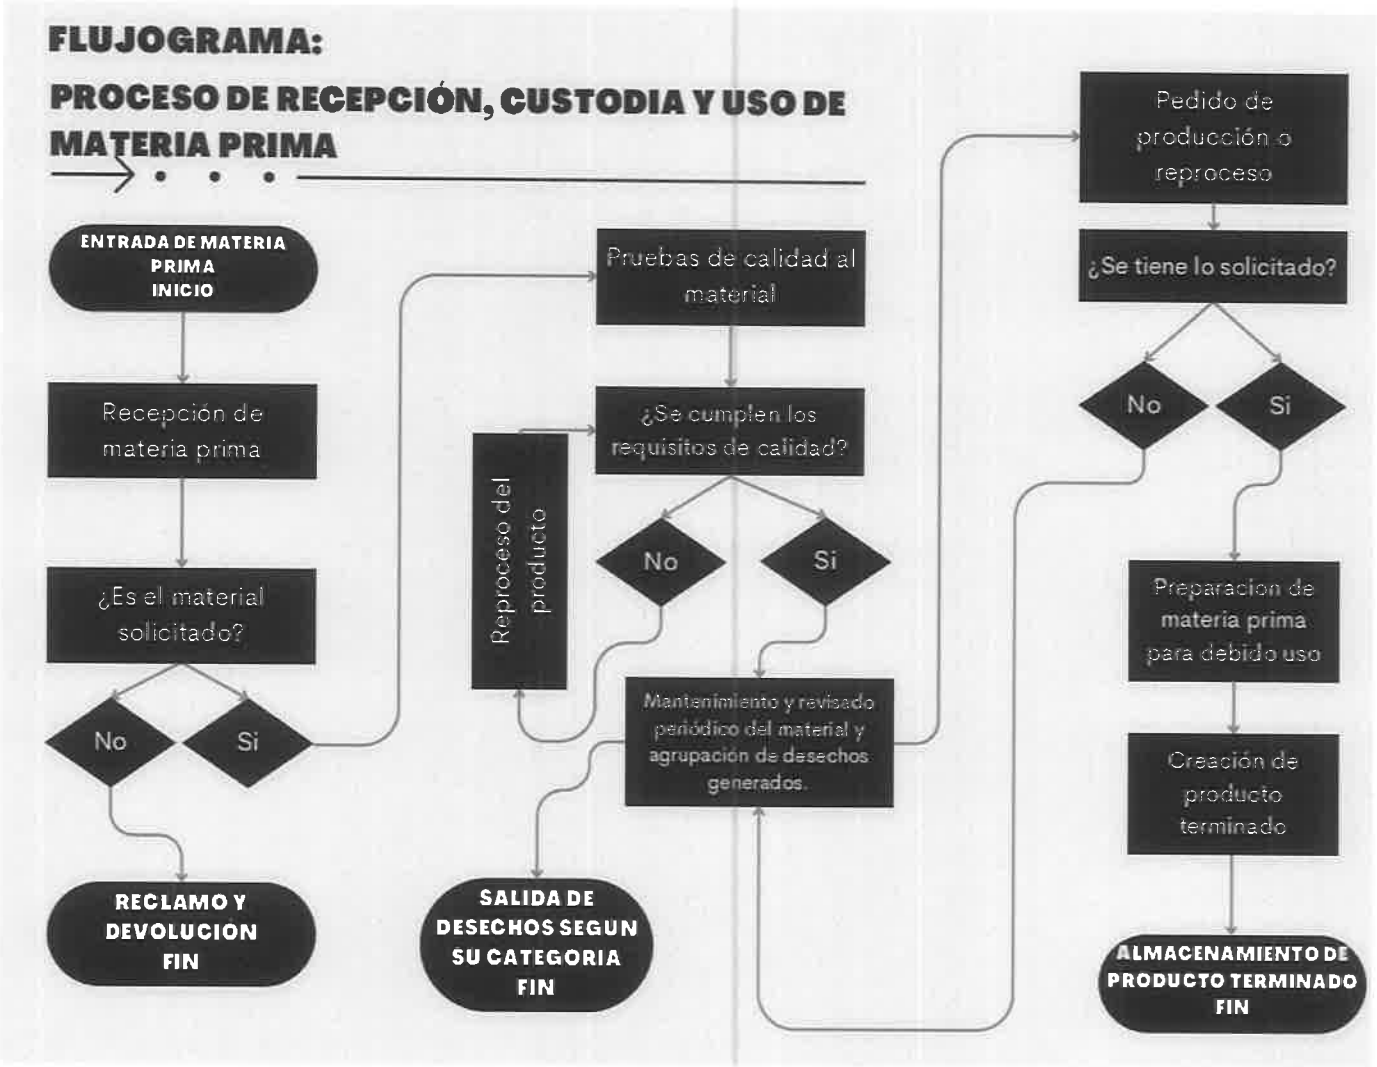 FLUJOGRAMA:
PROCESO DE RECEPCIÓN, CUSTODIA Y USO DE
MATERIA PRIMA
ENTRADA DE MATERIA
PRIMA
INICIO
Recepción de
materia prima
¿Es el material
solicitado?
No
Si
RECLAMO Y
DEVOLUCIÓN
FIN
Pruebas de calidad al
material
¿Se cumplen los
requisitos de calidad?
Reproceso del
producto
No
Si
Mantenimiento y revisado
periódico del material y
agrupación de desechos
generados.
SALIDA DE
DESECHOS SEGUN
SU CATEGORIA
FIN
Pedido de
producción o
reproceso
¿Se tiene lo solicitado?
No
Si
Preparacion de
materia prima
para debido uso
Creación de
producto
terminado
ALMACENAMIENTO DE
PRODUCTO TERMINADO
FIN